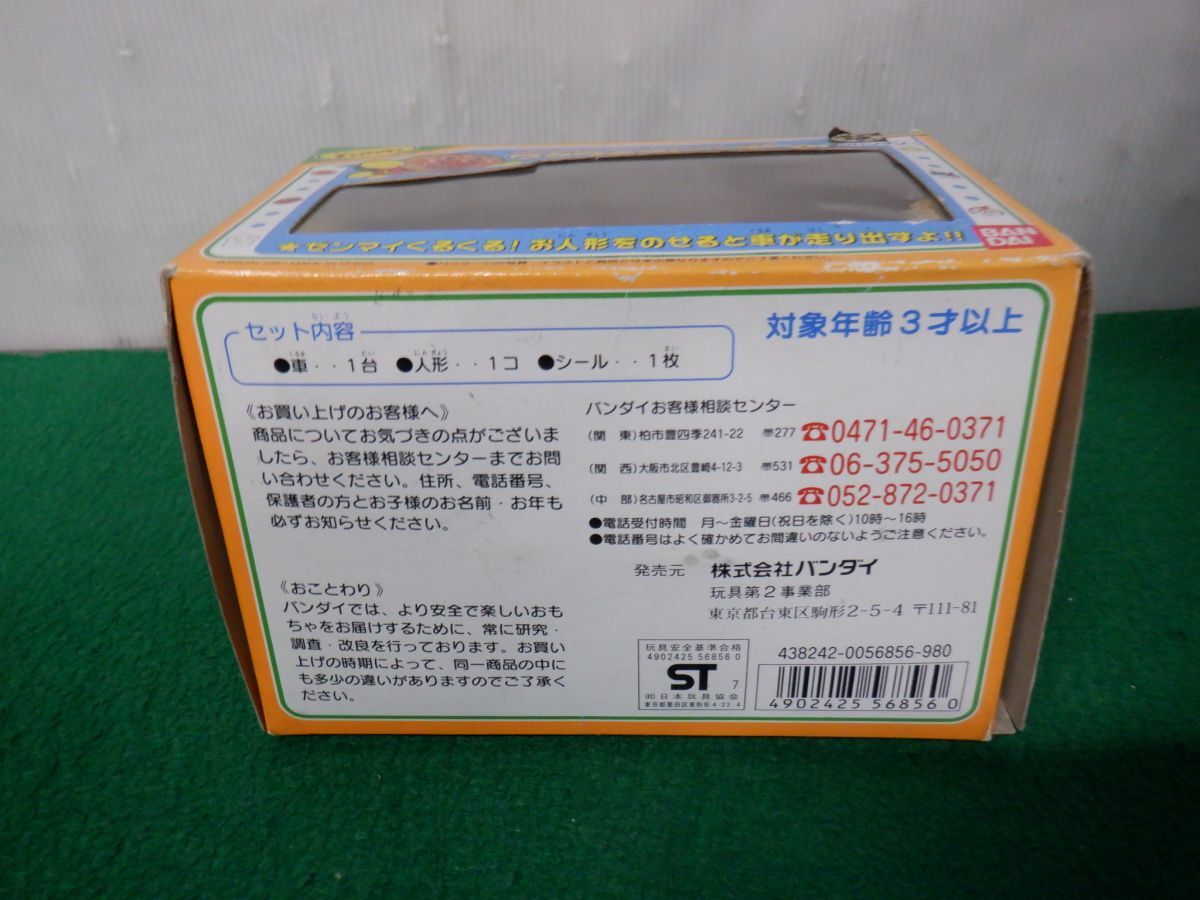 ★ゼンマイくるくる!お人形をのせると車が走り出すよ!!
BAN
DAI
セット内容
●車‥1台 ●人形‥1コ ●シール‥1枚
対象年齢3才以上
《お買い上げのお客様へ》
商品についてお気づきの点がございま
したら、お客様相談センターまでお問
い合わせください。住所、電話番号、
保護者の方とお子様のお名前・お年も
必ずお知らせください。
バンダイお客様相談センター
(関 東)柏市豊四季241-22 〠277 ☎0471-46-0371
(関 西)大阪市北区豊崎4-12-3 〠531 ☎06-375-5050
(中 部)名古屋市昭和区御器所3-2-5 〠466 ☎052-872-0371
●電話受付時間 月~金曜日(祝日を除く)10時~16時
●電話番号はよく確かめてお間違いのないようご注意ください。
《おことわり》
バンダイでは、より安全で楽しいおも
ちゃをお届けするために、常に研究・
調査・改良を行っております。お買い
上げの時期によって、同一商品の中に
も多少の違いがありますのでご了承く
ださい。
発売元 株式会社バンダイ
玩具第2事業部
東京都台東区駒形2-5-4 〒111-81
玩具安全基準合格
4902425 56856 0
ST 7
㈳日本玩具協会
東京都墨田区東駒形4-22-4
438242-0056856-980
4902425 568560